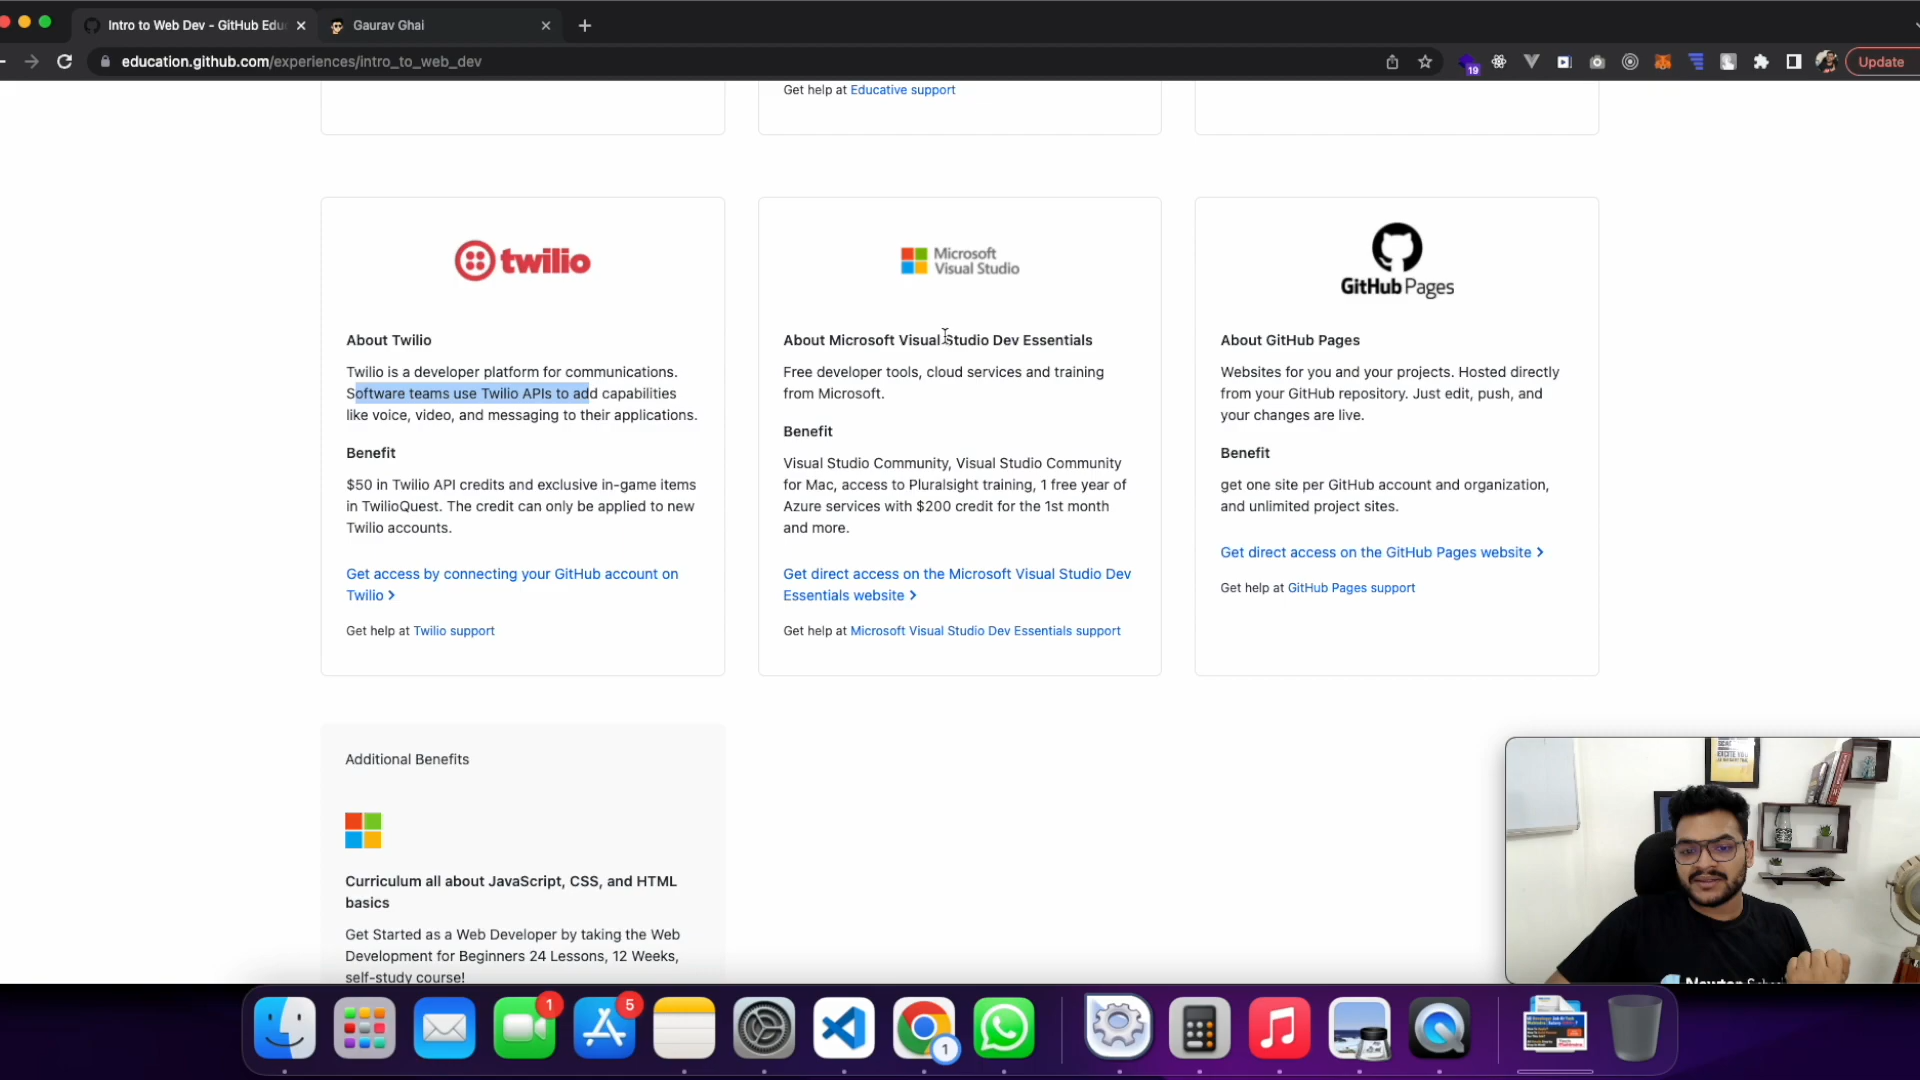 Intro to Web Dev - GitHub Edu
Gaurav Ghai
education.github.com/experiences/intro_to_web_dev
19
Update
Get help at Educative support
twilio
About Twilio
Twilio is a developer platform for communications.
Software teams use Twilio APIs to add capabilities
like voice, video, and messaging to their applications.
Benefit
$50 in Twilio API credits and exclusive in-game items
in TwilioQuest. The credit can only be applied to new
Twilio accounts.
Get access by connecting your GitHub account on
Twilio
Get help at Twilio support
Microsoft
Visual Studio
About Microsoft Visual Studio Dev Essentials
Free developer tools, cloud services and training
from Microsoft.
Benefit
Visual Studio Community, Visual Studio Community
for Mac, access to Pluralsight training, 1 free year of
Azure services with $200 credit for the 1st month
and more.
Get direct access on the Microsoft Visual Studio Dev
Essentials website
Get help at Microsoft Visual Studio Dev Essentials support
GitHub Pages
About GitHub Pages
Websites for you and your projects. Hosted directly
from your GitHub repository. Just edit, push, and
your changes are live.
Benefit
get one site per GitHub account and organization,
and unlimited project sites.
Get direct access on the GitHub Pages website
Get help at GitHub Pages support
Additional Benefits
Curriculum all about JavaScript, CSS, and HTML
basics
Get Started as a Web Developer by taking the Web
Development for Beginners 24 Lessons, 12 Weeks,
self-study course!
1
5
1